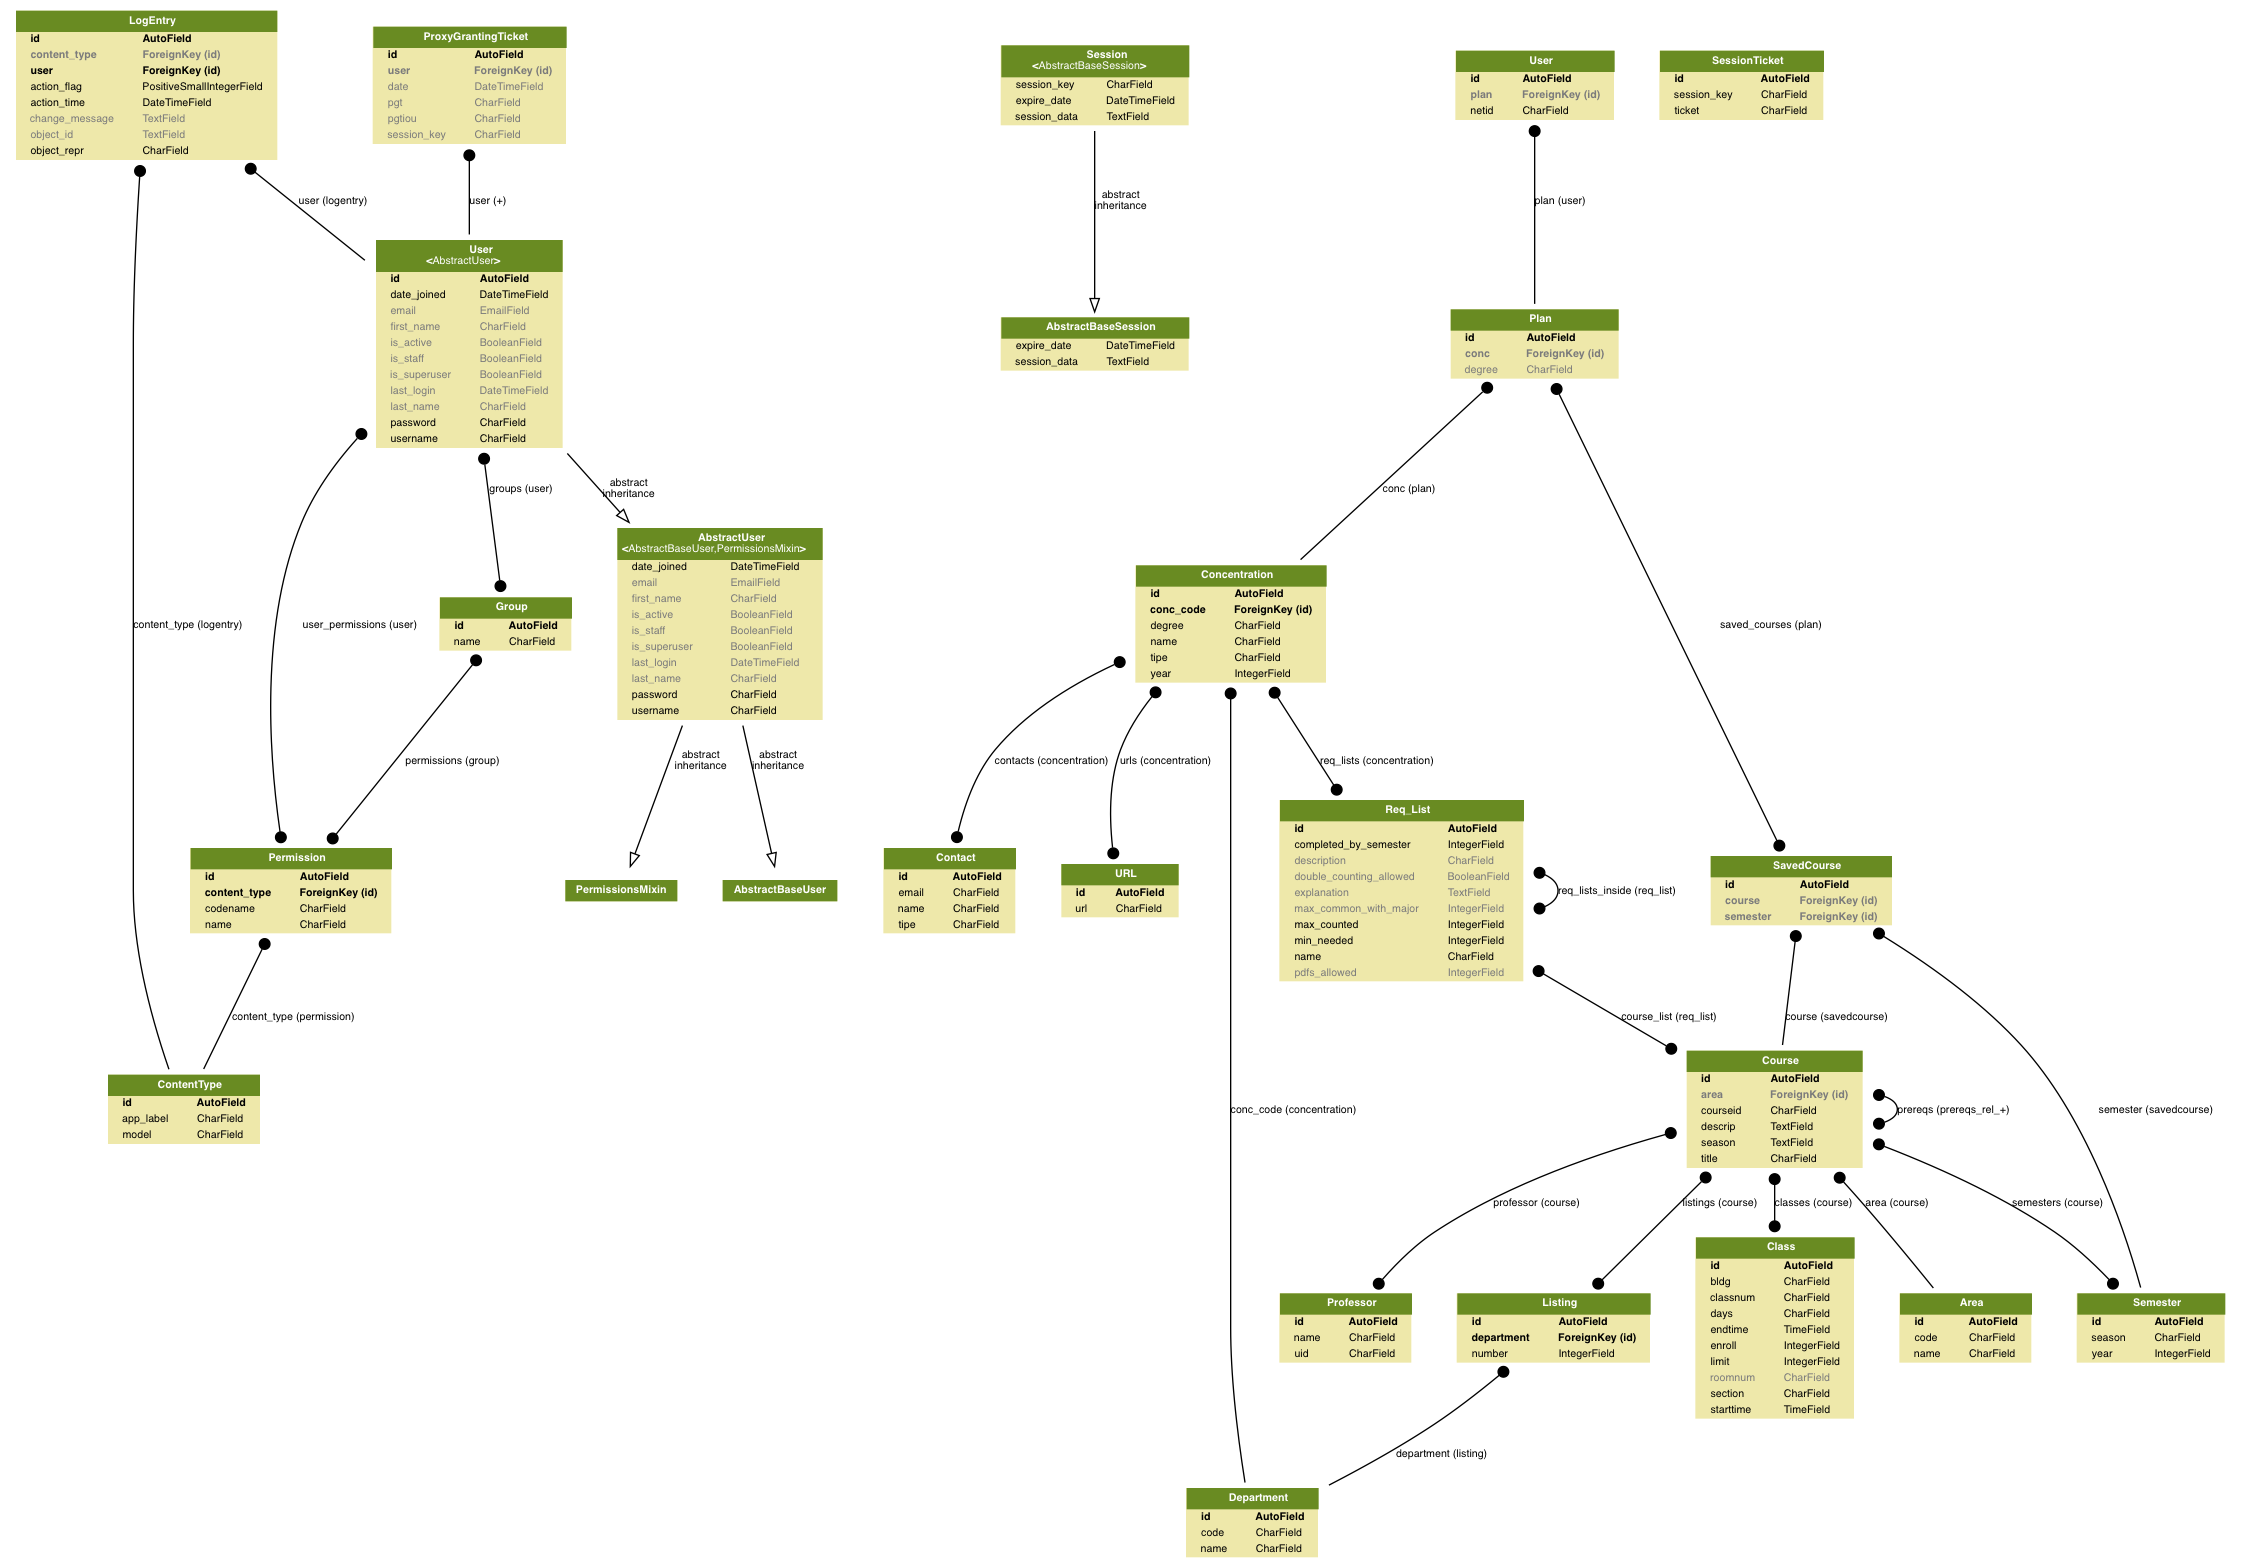 LogEntry
id AutoField
content_type ForeignKey (id)
user ForeignKey (id)
action_flag PositiveSmallIntegerField
action_time DateTimeField
change_message TextField
object_id TextField
object_repr CharField
ProxyGrantingTicket
id AutoField
user ForeignKey (id)
date DateTimeField
pgt CharField
pgtiou CharField
session_key CharField
Session
<AbstractBaseSession>
session_key CharField
expire_date DateTimeField
session_data TextField
User
id AutoField
plan ForeignKey (id)
netid CharField
SessionTicket
id AutoField
session_key CharField
ticket CharField
user (logentry)
user (+)
abstract
inheritance
plan (user)
User
<AbstractUser>
id AutoField
date_joined DateTimeField
email EmailField
first_name CharField
is_active BooleanField
is_staff BooleanField
is_superuser BooleanField
last_login DateTimeField
last_name CharField
password CharField
username CharField
AbstractBaseSession
expire_date DateTimeField
session_data TextField
Plan
id AutoField
conc ForeignKey (id)
degree CharField
groups (user)
abstract
inheritance
conc (plan)
AbstractUser
<AbstractBaseUser,PermissionsMixin>
date_joined DateTimeField
email EmailField
first_name CharField
is_active BooleanField
is_staff BooleanField
is_superuser BooleanField
last_login DateTimeField
last_name CharField
password CharField
username CharField
Group
id AutoField
name CharField
Concentration
id AutoField
conc_code ForeignKey (id)
degree CharField
name CharField
tipe CharField
year IntegerField
content_type (logentry)
user_permissions (user)
saved_courses (plan)
permissions (group)
abstract
inheritance
abstract
inheritance
contacts (concentration)
urls (concentration)
req_lists (concentration)
Permission
id AutoField
content_type ForeignKey (id)
codename CharField
name CharField
PermissionsMixin
AbstractBaseUser
Contact
id AutoField
email CharField
name CharField
tipe CharField
URL
id AutoField
url CharField
Req_List
id AutoField
completed_by_semester IntegerField
description CharField
double_counting_allowed BooleanField
explanation TextField
max_common_with_major IntegerField
max_counted IntegerField
min_needed IntegerField
name CharField
pdfs_allowed IntegerField
req_lists_inside (req_list)
SavedCourse
id AutoField
course ForeignKey (id)
semester ForeignKey (id)
content_type (permission)
course_list (req_list)
course (savedcourse)
ContentType
id AutoField
app_label CharField
model CharField
conc_code (concentration)
Course
id AutoField
area ForeignKey (id)
courseid CharField
descrip TextField
season TextField
title CharField
prereqs (prereqs_rel_+)
semester (savedcourse)
professor (course)
listings (course)
classes (course)
area (course)
semesters (course)
Professor
id AutoField
name CharField
uid CharField
Listing
id AutoField
department ForeignKey (id)
number IntegerField
Class
id AutoField
bldg CharField
classnum CharField
days CharField
endtime TimeField
enroll IntegerField
limit IntegerField
roomnum CharField
section CharField
starttime TimeField
Area
id AutoField
code CharField
name CharField
Semester
id AutoField
season CharField
year IntegerField
department (listing)
Department
id AutoField
code CharField
name CharField